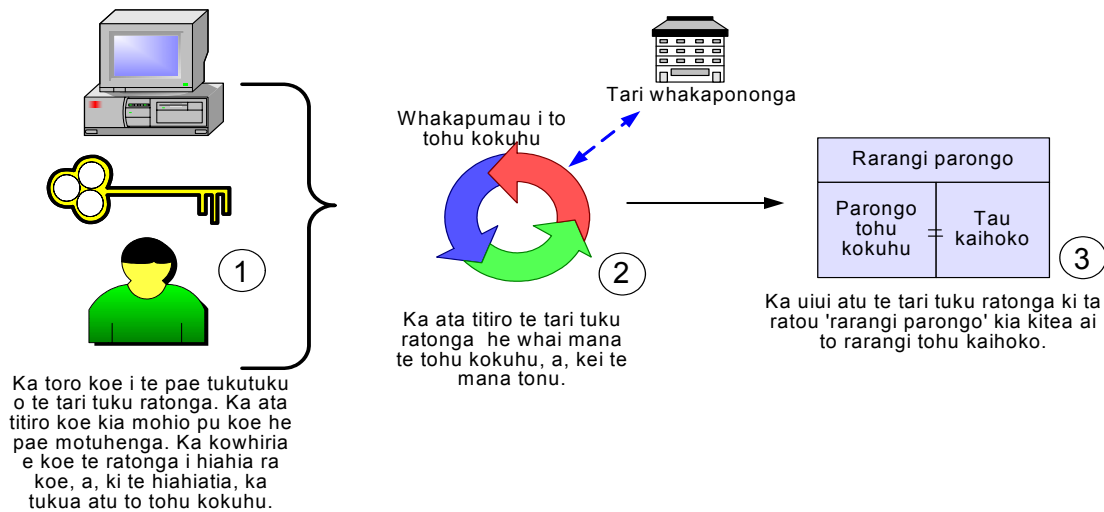 1
Ka toro koe i te pae tukutuku
o te tari tuku ratonga. Ka ata
titiro koe kia mohio pu koe he
pae motuhenga. Ka kowhiria
e koe te ratonga i hiahia ra
koe, a, ki te hiahiatia, ka
tukua atu to tohu kokuhu.
Tari whakapononga
Whakapumau i to
tohu kokuhu
2
Ka ata titiro te tari tuku
ratonga he whai mana
te tohu kokuhu, a, kei te
mana tonu.
Rarangi parongo
Parongo
tohu
kokuhu
=
Tau
kaihoko
3
Ka uiui atu te tari tuku ratonga ki ta
ratou 'rarangi parongo' kia kitea ai
to rarangi tohu kaihoko.